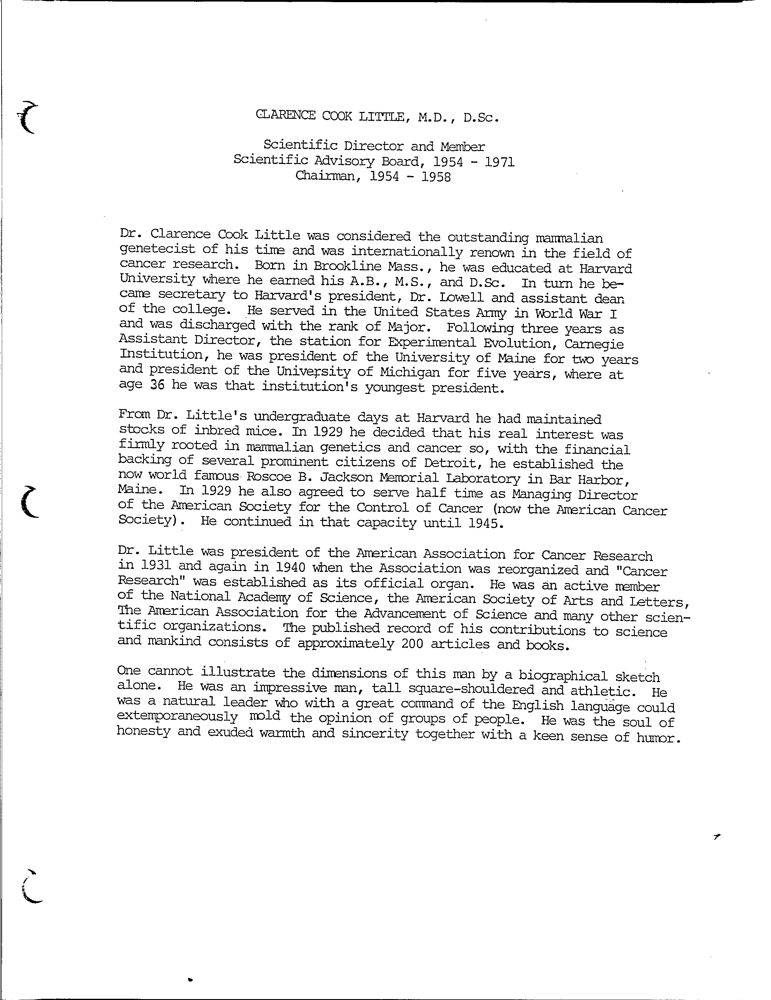 CLARENCE COOK LITTLE, M.D., D.Sc.
Scientific Director and Member
Scientific Advisory Board, 1954 - 1971
Chairman, 1954 - 1958
Dr. Clarence Cook Little was considered the outstanding mammalian
genetecist of his time and was internationally renown in the field of
cancer research. Born in Brookline Mass., he was educated at Harvard
University where he earned his A.B., M.S., and D.Sc. In turn he be-
came secretary to Harvard's president, Dr. Lowell and assistant dean
of the college. He served in the United States Army in World War I
and was discharged with the rank of Major. Following three years as
Assistant Director, the station for Experimental Evolution, Carnegie
Institution, he was president of the University of Maine for two years
and president of the University of Michigan for five years, where at
age 36 he was that institution's youngest president.
From Dr. Little's undergraduate days at Harvard he had maintained
stocks of inbred mice. In 1929 he decided that his real interest was
firmly rooted in mammalian genetics and cancer so, with the financial
backing of several prominent citizens of Detroit, he established the
now world famous Roscoe B. Jackson Memorial Laboratory in Bar Harbor,
Maine. In 1929 he also agreed to serve half time as Managing Director
of the American Society for the Control of Cancer (now the American Cancer
Society). He continued in that capacity until 1945.
Dr. Little was president of the American Association for Cancer Research
in 1931 and again in 1940 when the Association was reorganized and "Cancer
Research" was established as its official organ. He was an active member
of the National Academy of Science, the American Society of Arts and Letters,
The American Association for the Advancement of Science and many other scien-
tific organizations. The published record of his contributions to science
and mankind consists of approximately 200 articles and books.
One cannot illustrate the dimensions of this man by a biographical sketch
alone. He was an impressive man, tall square-shouldered and athletic. He
was a natural leader who with a great command of the English language could
extemporaneously mold the opinion of groups of people. He was the soul of
honesty and exuded warmth and sincerity together with a keen sense of humor.